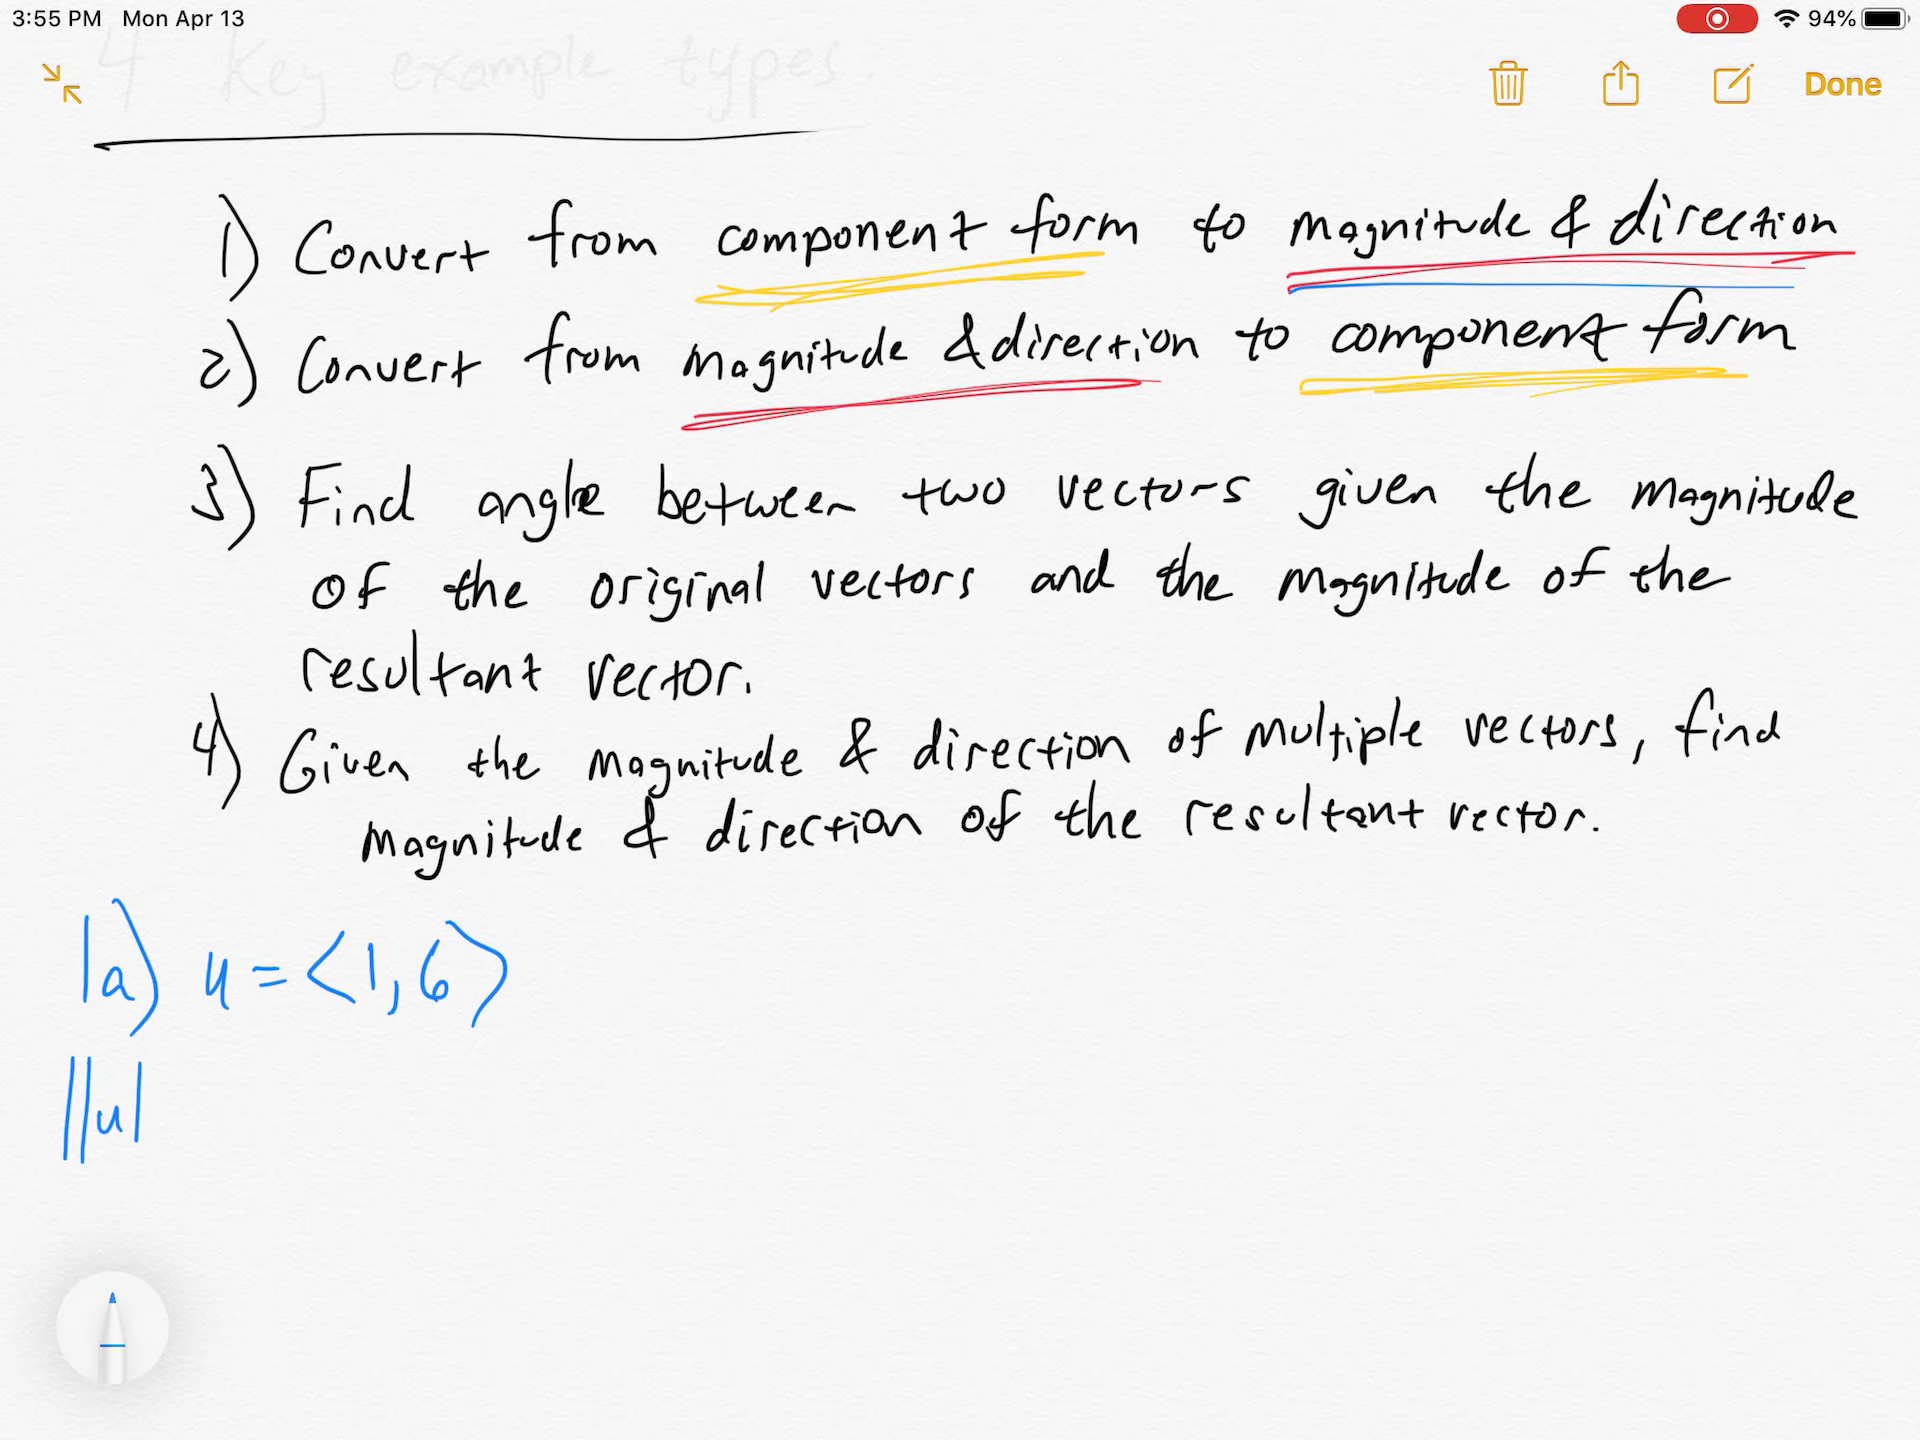 3:55 PM Mon Apr 13
94%
4 Key example types.
Done
1) Convert from component form to magnitude & direction
2) Convert from magnitude & direction to component form
3) Find angle between two vectors given the magnitude
of the original vectors and the magnitude of the
resultant vector.
4) Given the magnitude & direction of multiple vectors, find
magnitude & direction of the resultant vector.
1a) u = <1, 6>
||u|